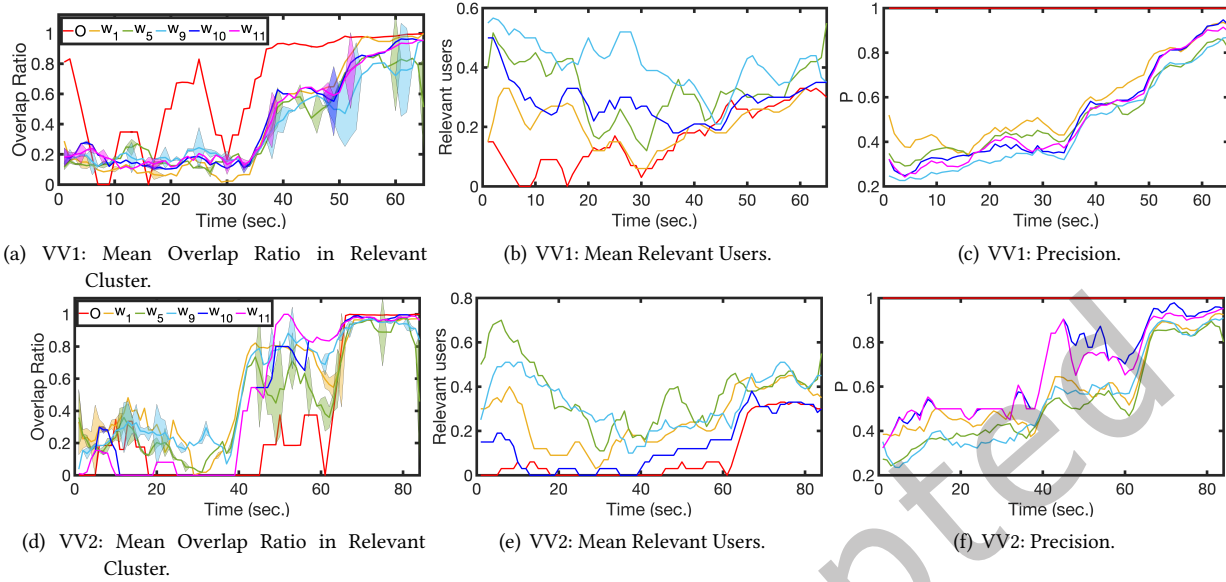 O w1 w5 w9 w10 w11
Overlap Ratio
1
0.8
0.6
0.4
0.2
0
0 10 20 30 40 50 60
Time (sec.)
(a) VV1: Mean Overlap Ratio in Relevant
Cluster.
Relevant users
0.6
0.4
0.2
0
0 10 20 30 40 50 60
Time (sec.)
(b) VV1: Mean Relevant Users.
P
1
0.8
0.6
0.4
0.2
0 10 20 30 40 50 60
Time (sec.)
(c) VV1: Precision.
O w1 w5 w9 w10 w11
Overlap Ratio
1
0.8
0.6
0.4
0.2
0
0 20 40 60 80
Time (sec.)
(d) VV2: Mean Overlap Ratio in Relevant
Cluster.
Relevant users
0.8
0.6
0.4
0.2
0
0 20 40 60 80
Time (sec.)
(e) VV2: Mean Relevant Users.
P
1
0.8
0.6
0.4
0.2
0 20 40 60 80
Time (sec.)
(f) VV2: Precision.
pted